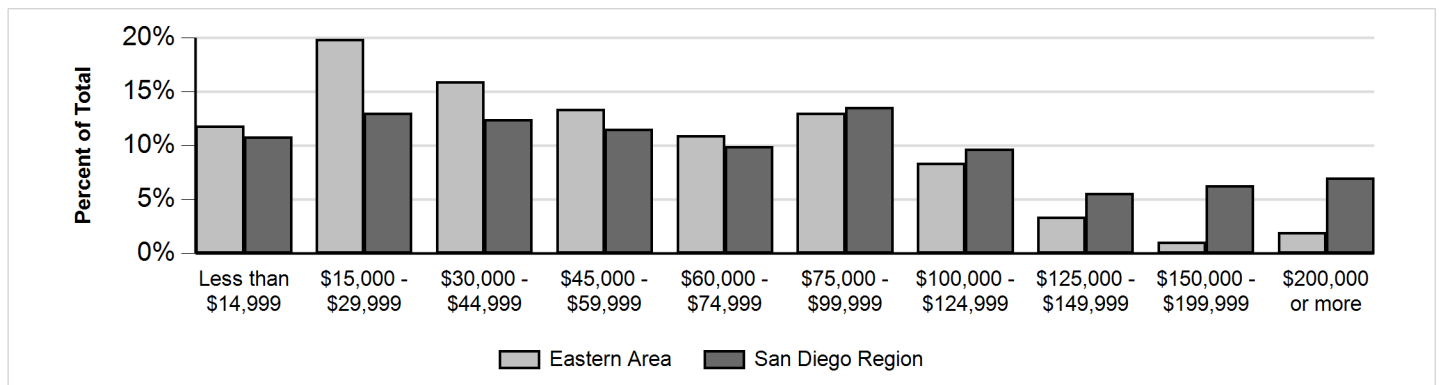 Percent of Total
20%
15%
10%
5%
0%
Less than $14,999
$15,000 - $29,999
$30,000 - $44,999
$45,000 - $59,999
$60,000 - $74,999
$75,000 - $99,999
$100,000 - $124,999
$125,000 - $149,999
$150,000 - $199,999
$200,000 or more
Eastern Area
San Diego Region